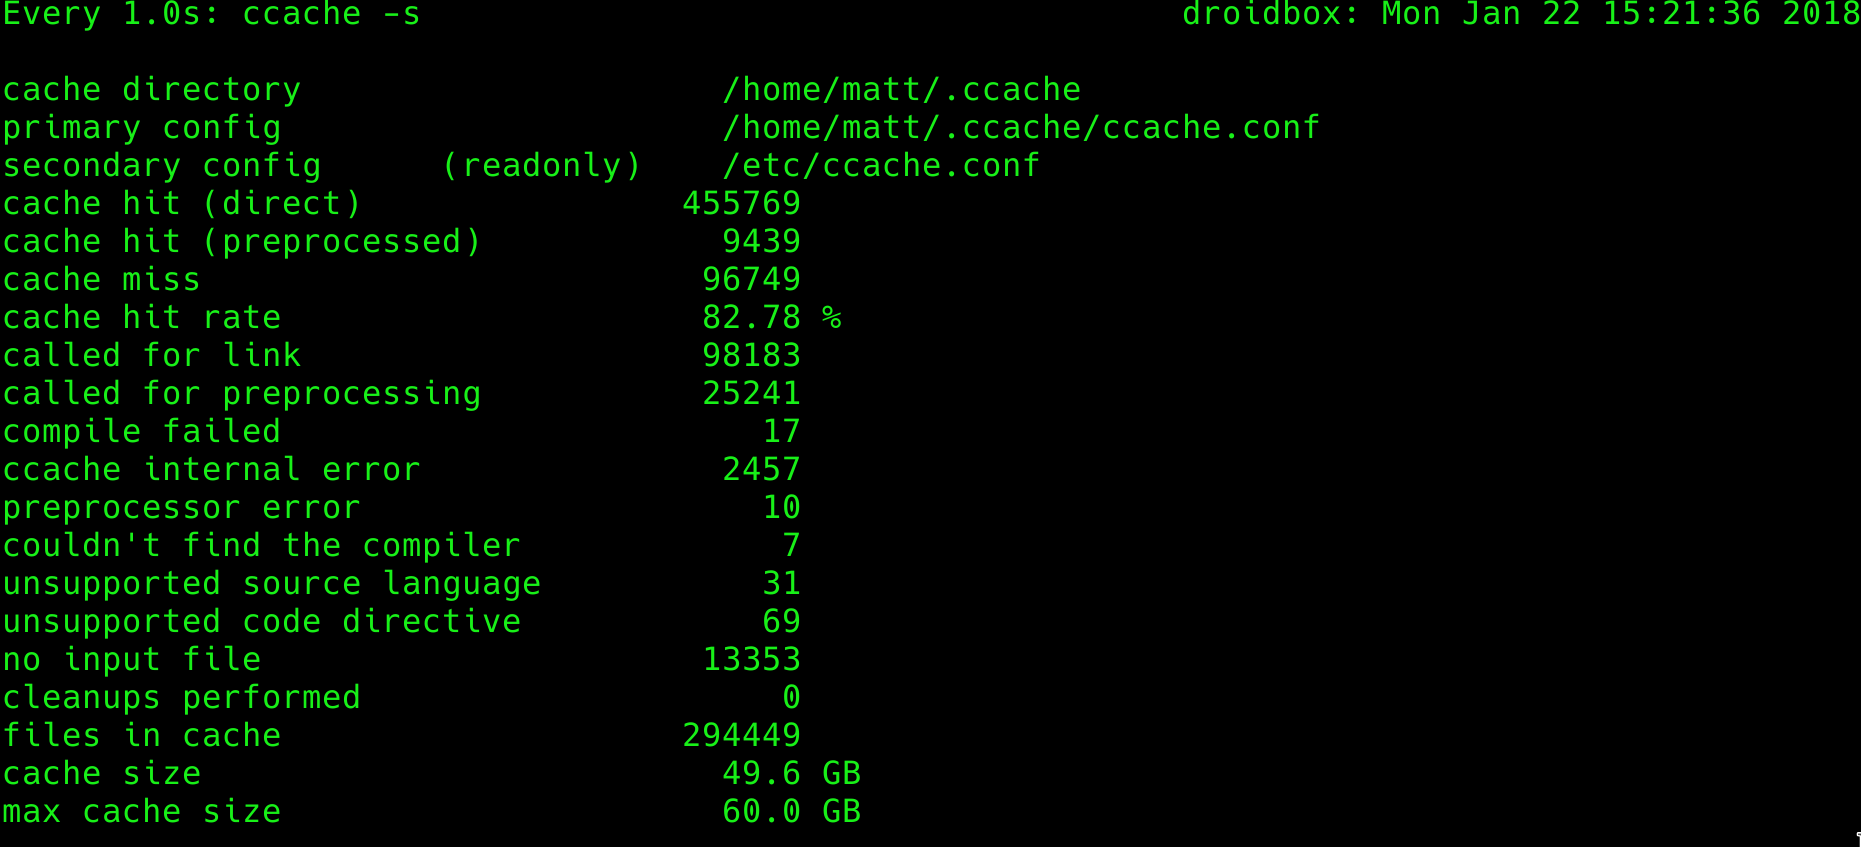 Every 1.0s: ccache -s droidbox: Mon Jan 22 15:21:36 2018
cache directory /home/matt/.ccache
primary config /home/matt/.ccache/ccache.conf
secondary config (readonly) /etc/ccache.conf
cache hit (direct) 455769
cache hit (preprocessed) 9439
cache miss 96749
cache hit rate 82.78 %
called for link 98183
called for preprocessing 25241
compile failed 17
ccache internal error 2457
preprocessor error 10
couldn't find the compiler 7
unsupported source language 31
unsupported code directive 69
no input file 13353
cleanups performed 0
files in cache 294449
cache size 49.6 GB
max cache size 60.0 GB